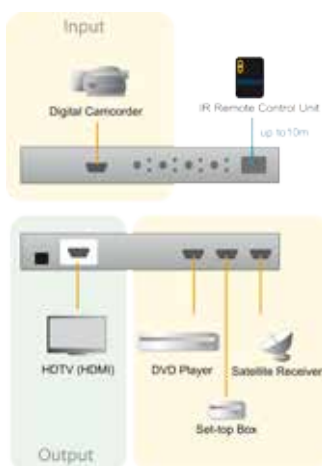 Input
Digital Camcorder
IR Remote Control Unit
up to 10m
HDTV (HDMI)
DVD Player
Satellite Receiver
Set-top Box
Output